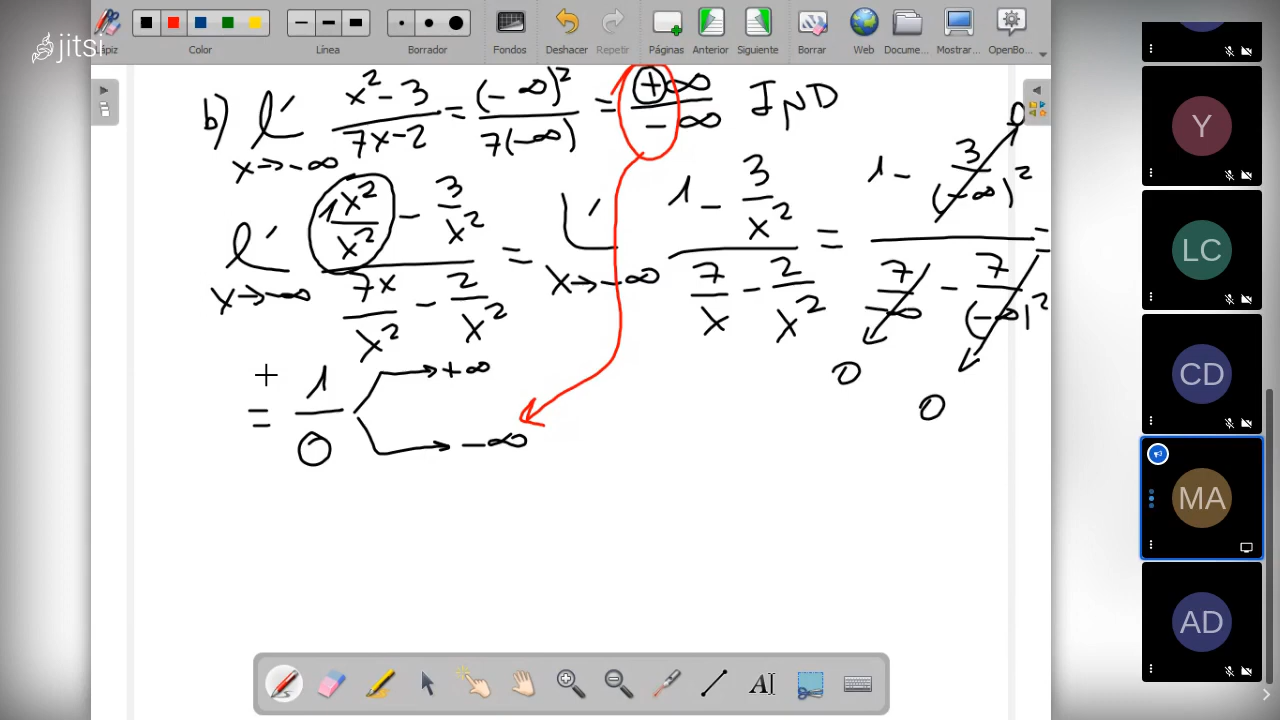 jitsi
Lápiz Color Línea Borrador Fondos Deshacer Repetir Páginas Anterior Siguiente Borrar Web Docume... Mostrar... OpenBo...
b) lí x→-∞ (x² - 3)/(7x - 2) = (-∞)²/7(-∞) = +∞/-∞ IND
lí x→-∞ (1x²/x² - 3/x²)/(7x/x² - 2/x²) = Lí x→-∞ (1 - 3/x²)/(7/x - 2/x²) = (1 - 3/(-∞)²)/(7/-∞ - 7/(-∞)²) =
0
0
= 1/0 → +∞
→ -∞
Y
LC
CD
MA
AD